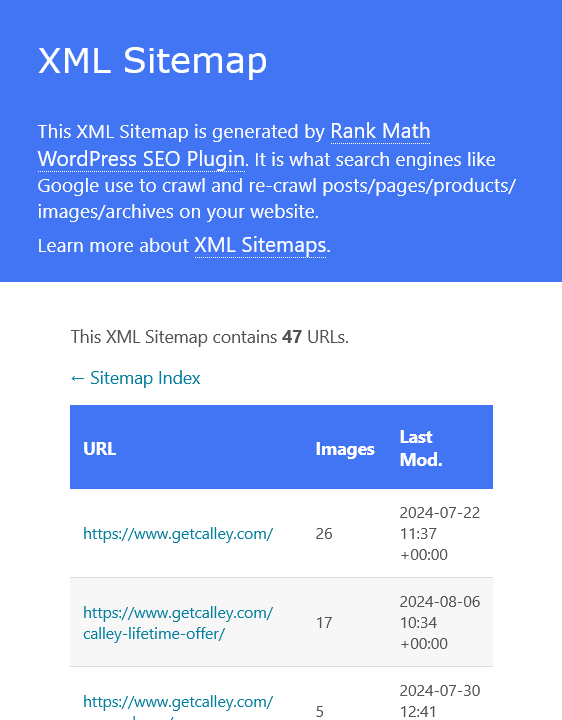 XML Sitemap
This XML Sitemap is generated by Rank Math
WordPress SEO Plugin. It is what search engines like
Google use to crawl and re-crawl posts/pages/products/
images/archives on your website.
Learn more about XML Sitemaps.
This XML Sitemap contains 47 URLs.
← Sitemap Index
URL Images Last
Mod.
https://www.getcalley.com/ 26 2024-07-22
11:37
+00:00
https://www.getcalley.com/
calley-lifetime-offer/ 17 2024-08-06
10:34
+00:00
https://www.getcalley.com/ 5 2024-07-30
12:41